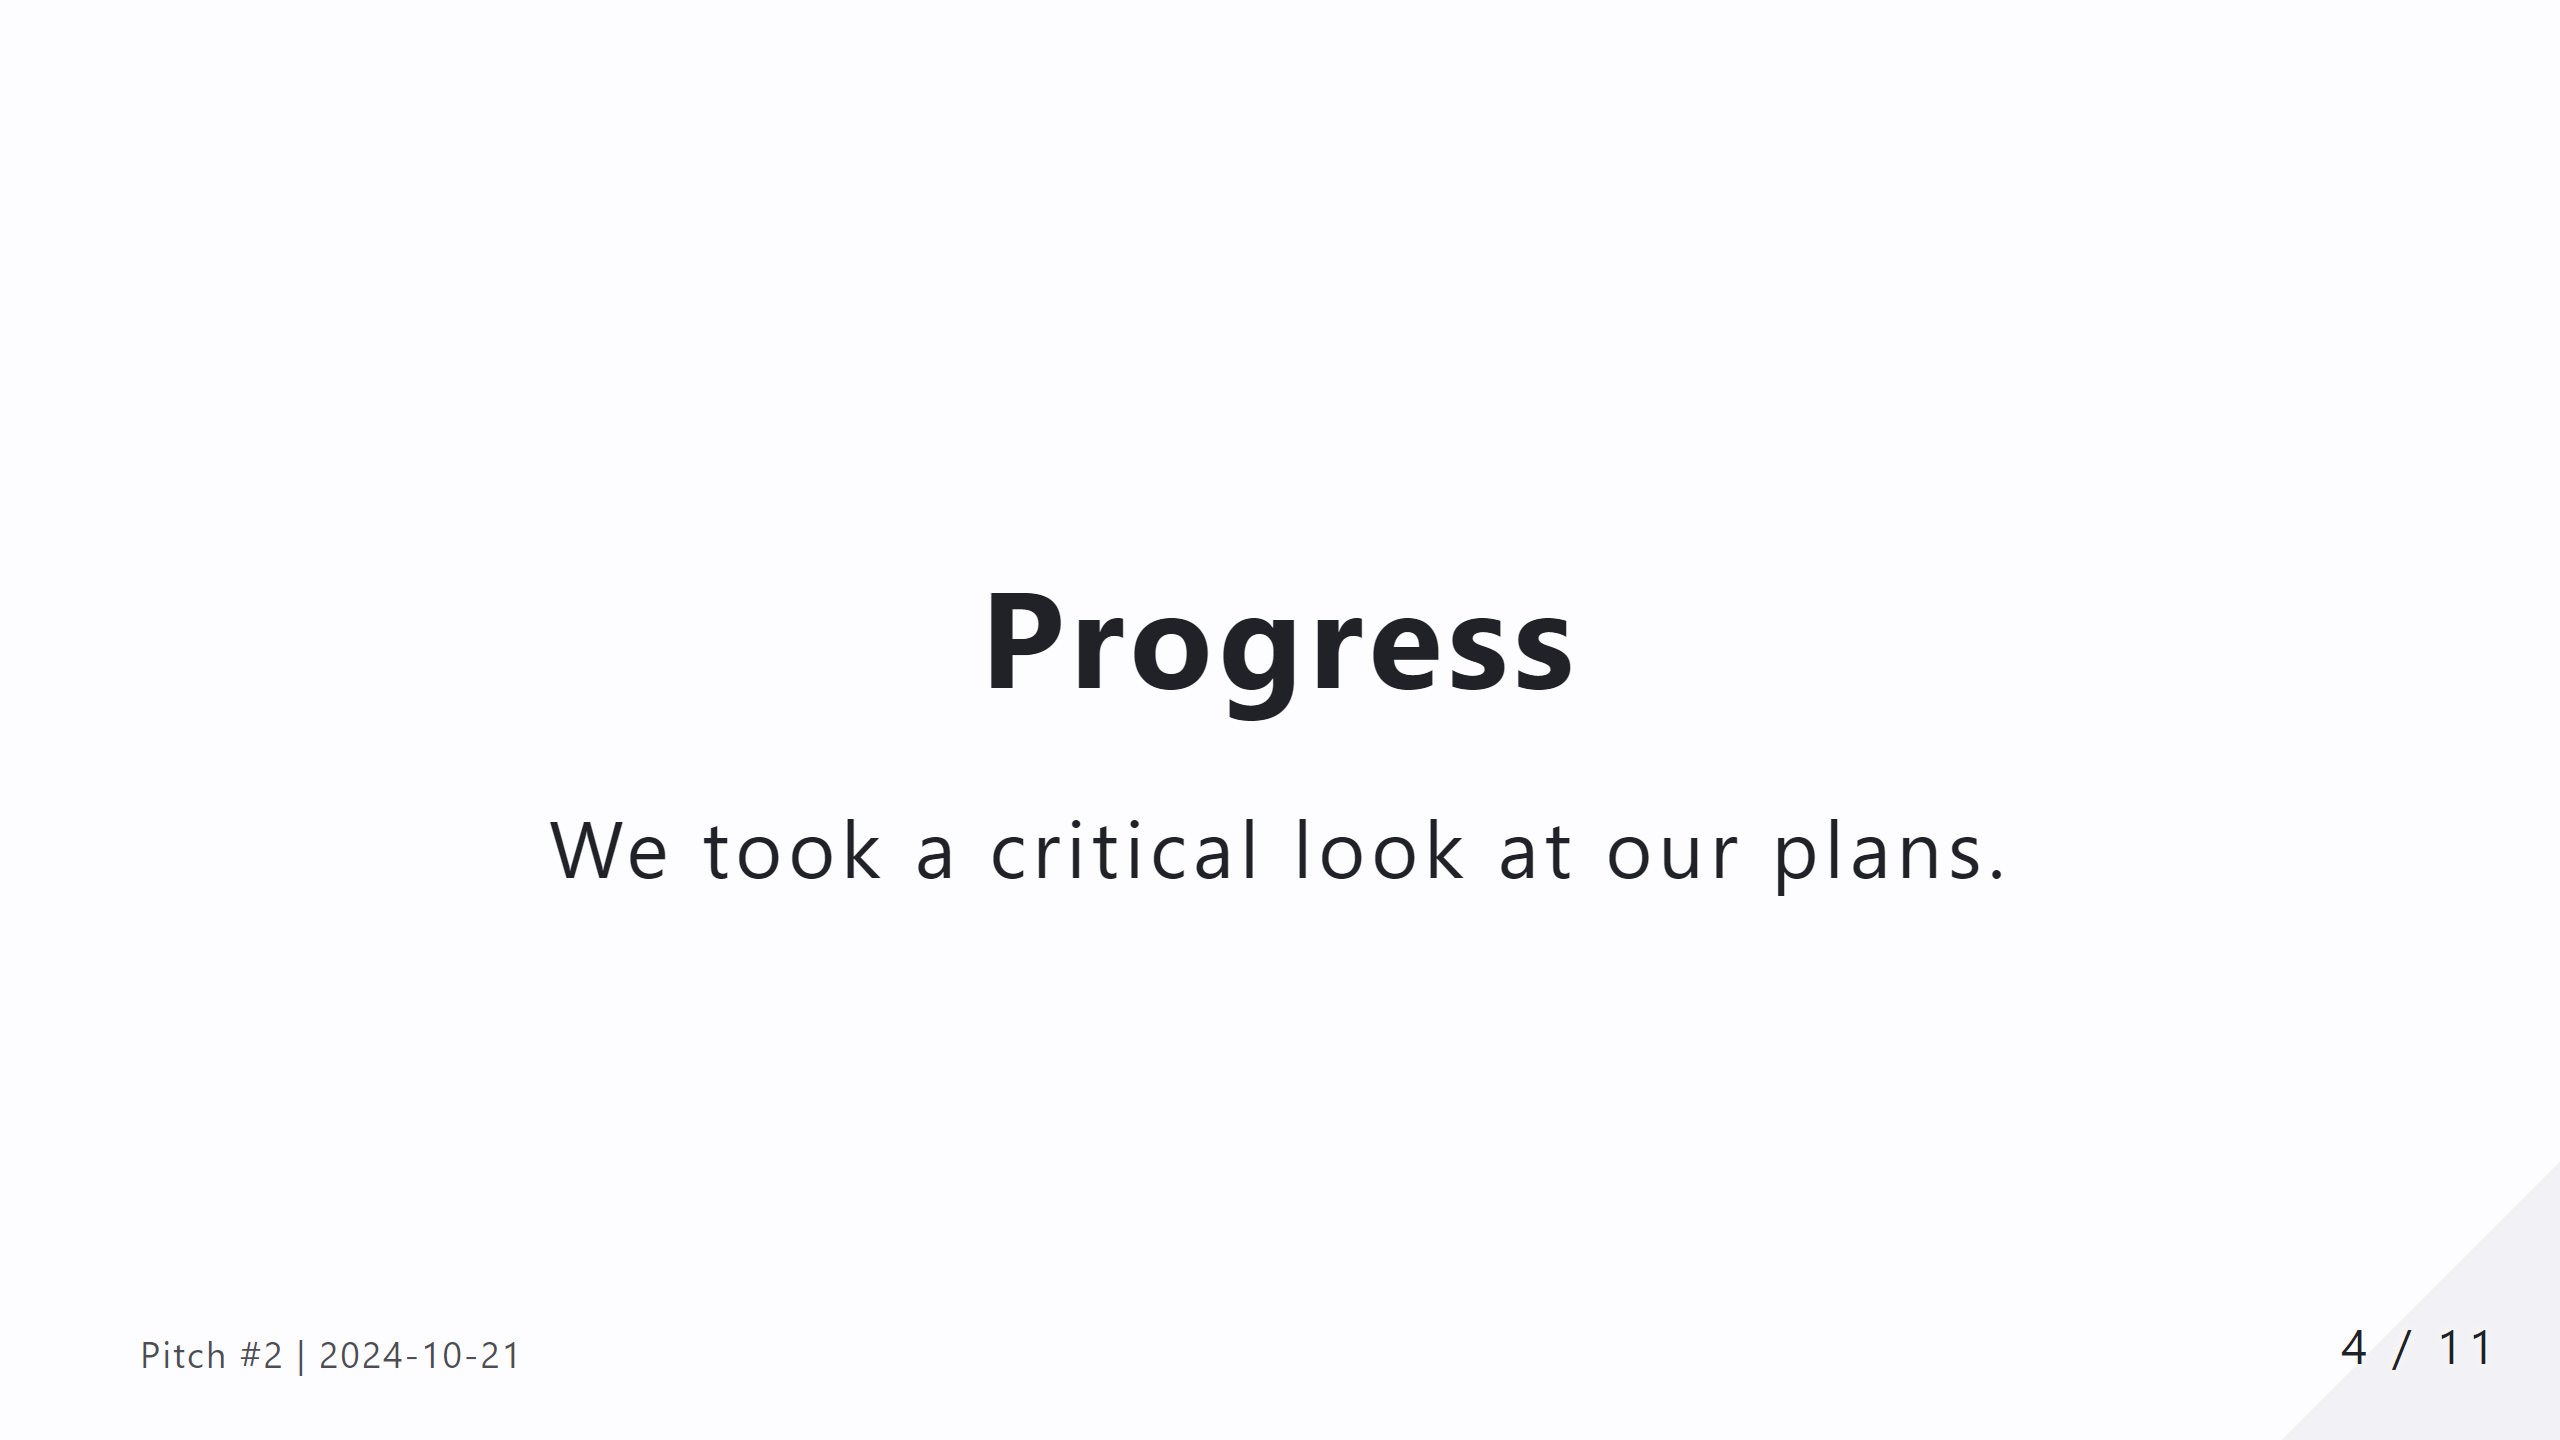 Progress
We took a critical look at our plans.
Pitch #2 | 2024-10-21
4 / 11